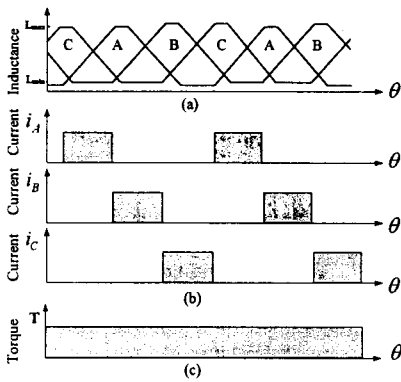 Inductance
Lmax
C A B C A B
Lmin
θ
(a)
Current iA
θ
Current iB
θ
Current iC
θ
(b)
Torque T
θ
(c)